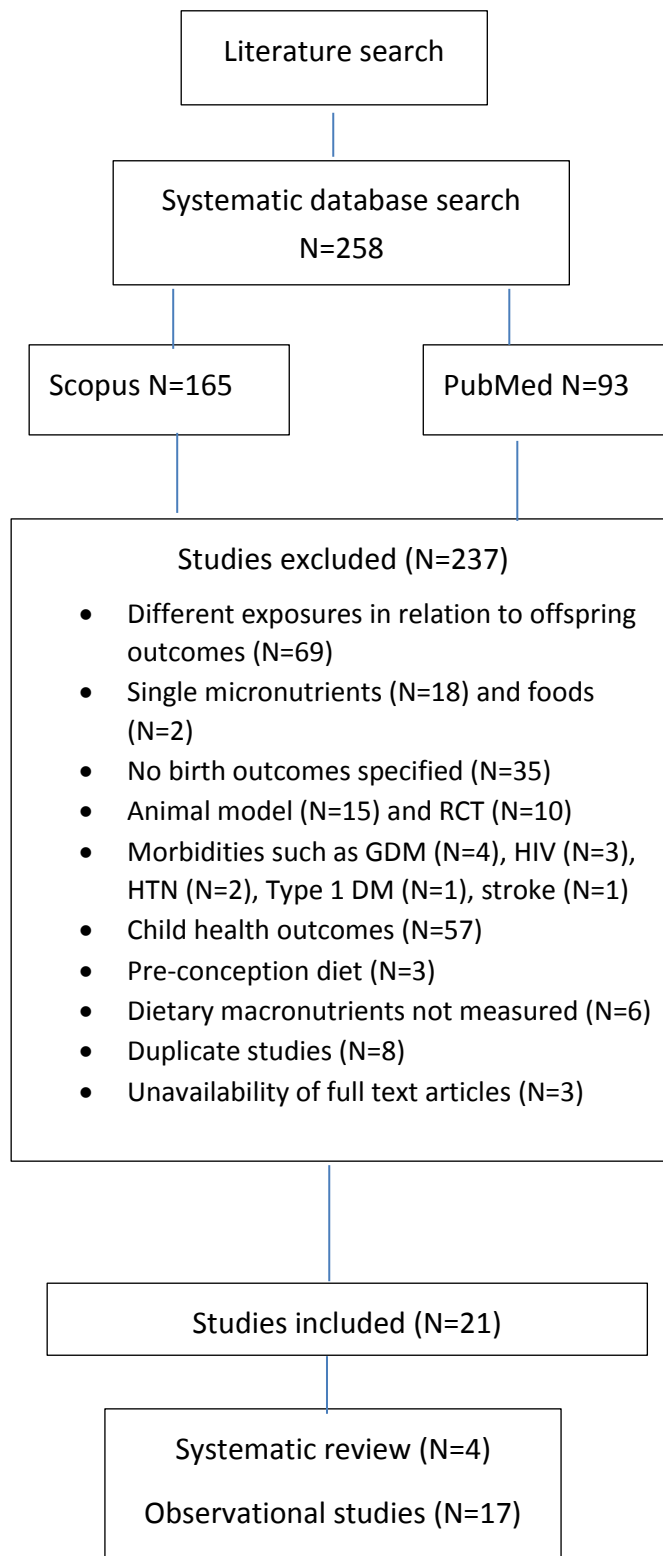 Literature search
Systematic database search
N=258
Scopus N=165
PubMed N=93
Studies excluded (N=237)
• Different exposures in relation to offspring
outcomes (N=69)
• Single micronutrients (N=18) and foods
(N=2)
• No birth outcomes specified (N=35)
• Animal model (N=15) and RCT (N=10)
• Morbidities such as GDM (N=4), HIV (N=3),
HTN (N=2), Type 1 DM (N=1), stroke (N=1)
• Child health outcomes (N=57)
• Pre-conception diet (N=3)
• Dietary macronutrients not measured (N=6)
• Duplicate studies (N=8)
• Unavailability of full text articles (N=3)
Studies included (N=21)
Systematic review (N=4)
Observational studies (N=17)